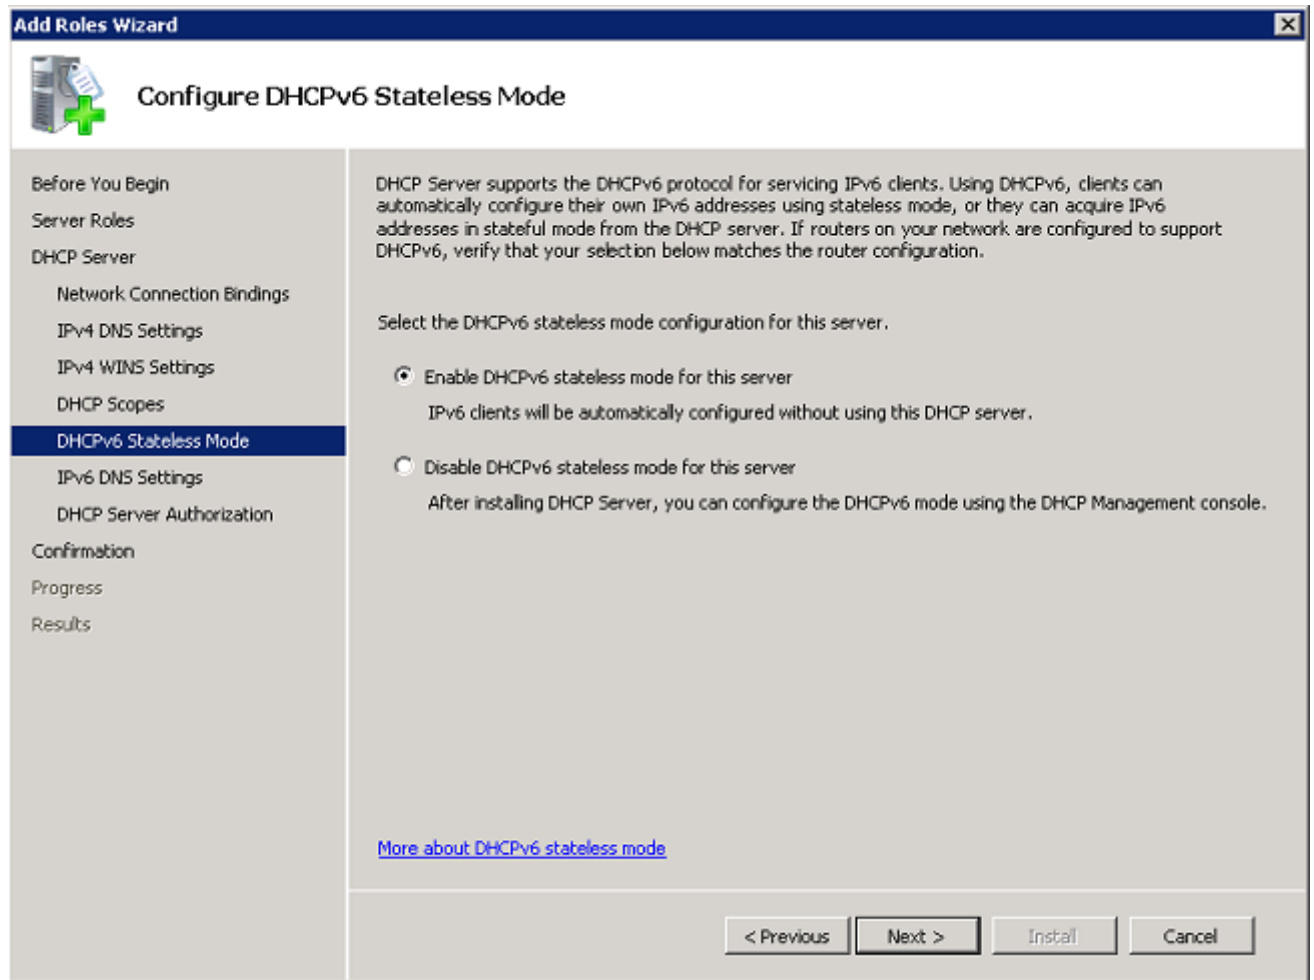 Add Roles Wizard
Configure DHCPv6 Stateless Mode
Before You Begin
Server Roles
DHCP Server
Network Connection Bindings
IPv4 DNS Settings
IPv4 WINS Settings
DHCP Scopes
DHCPv6 Stateless Mode
IPv6 DNS Settings
DHCP Server Authorization
Confirmation
Progress
Results
DHCP Server supports the DHCPv6 protocol for servicing IPv6 clients. Using DHCPv6, clients can
automatically configure their own IPv6 addresses using stateless mode, or they can acquire IPv6
addresses in stateful mode from the DHCP server. If routers on your network are configured to support
DHCPv6, verify that your selection below matches the router configuration.
Select the DHCPv6 stateless mode configuration for this server.
Enable DHCPv6 stateless mode for this server
IPv6 clients will be automatically configured without using this DHCP server.
Disable DHCPv6 stateless mode for this server
After installing DHCP Server, you can configure the DHCPv6 mode using the DHCP Management console.
More about DHCPv6 stateless mode
< Previous
Next >
Install
Cancel